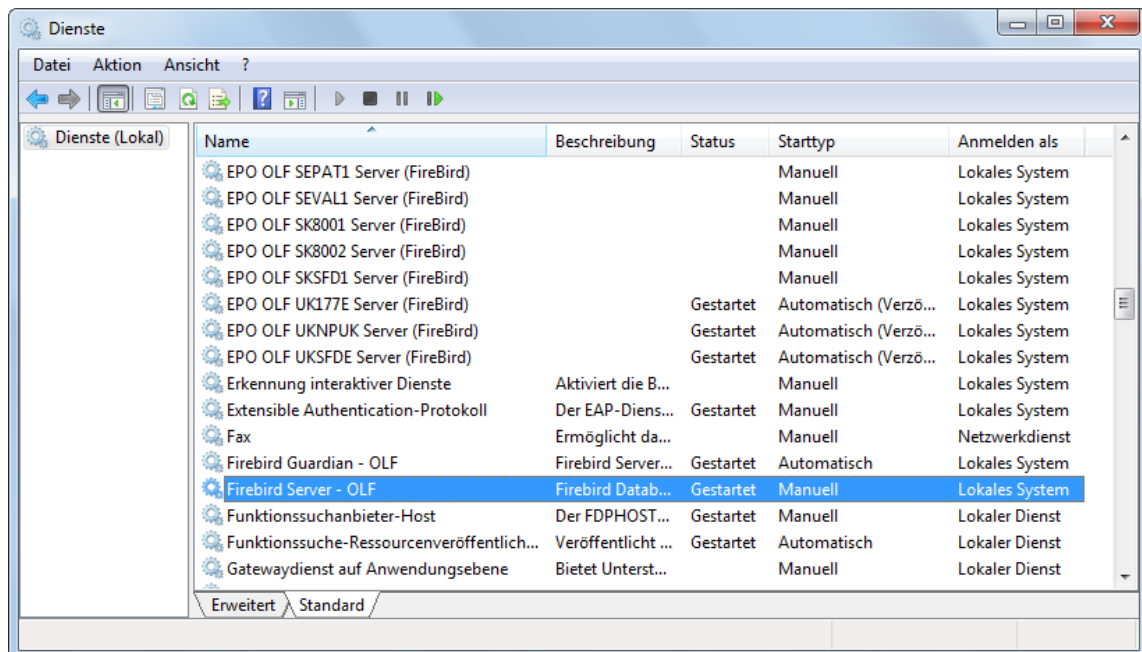 Dienste
Datei Aktion Ansicht ?
Dienste (Lokal)
Name Beschreibung Status Starttyp Anmelden als
EPO OLF SEPAT1 Server (FireBird) Manuell Lokales System
EPO OLF SEVAL1 Server (FireBird) Manuell Lokales System
EPO OLF SK8001 Server (FireBird) Manuell Lokales System
EPO OLF SK8002 Server (FireBird) Manuell Lokales System
EPO OLF SKSFD1 Server (FireBird) Manuell Lokales System
EPO OLF UK177E Server (FireBird) Gestartet Automatisch (Verzö... Lokales System
EPO OLF UKNPUK Server (FireBird) Gestartet Automatisch (Verzö... Lokales System
EPO OLF UKSFDE Server (FireBird) Gestartet Automatisch (Verzö... Lokales System
Erkennung interaktiver Dienste Aktiviert die B... Manuell Lokales System
Extensible Authentication-Protokoll Der EAP-Diens... Gestartet Manuell Lokales System
Fax Ermöglicht da... Manuell Netzwerkdienst
Firebird Guardian - OLF Firebird Server... Gestartet Automatisch Lokales System
Firebird Server - OLF Firebird Datab... Gestartet Manuell Lokales System
Funktionssuchanbieter-Host Der FDPHOST... Gestartet Manuell Lokaler Dienst
Funktionssuche-Ressourcenveröffentlich... Veröffentlicht ... Gestartet Automatisch Lokaler Dienst
Gatewaydienst auf Anwendungsebene Bietet Unterst... Manuell Lokaler Dienst
Erweitert Standard